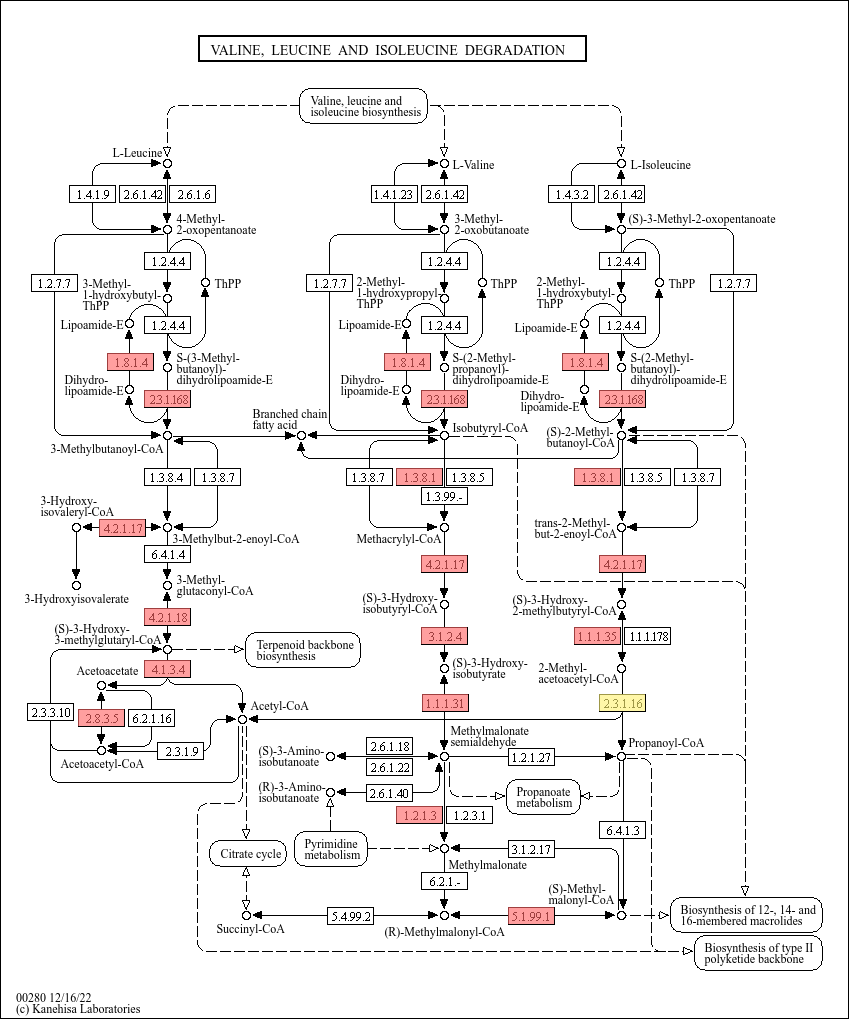 VALINE, LEUCINE AND ISOLEUCINE DEGRADATION
Valine, leucine and
isoleucine biosynthesis
L-Leucine
L-Valine
L-Isoleucine
1.4.1.9
2.6.1.42
2.6.1.6
1.4.1.23
2.6.1.42
1.4.3.2
2.6.1.42
4-Methyl-
2-oxopentanoate
3-Methyl-
2-oxobutanoate
(S)-3-Methyl-2-oxopentanoate
1.2.4.4
1.2.4.4
1.2.4.4
1.2.7.7
3-Methyl-
1-hydroxybutyl-
ThPP
ThPP
1.2.7.7
2-Methyl-
1-hydroxypropyl-
ThPP
ThPP
2-Methyl-
1-hydroxybutyl-
ThPP
ThPP
1.2.7.7
Lipoamide-E
1.2.4.4
Lipoamide-E
1.2.4.4
Lipoamide-E
1.2.4.4
1.8.1.4
S-(3-Methyl-
butanoyl)-
dihydrolipoamide-E
1.8.1.4
S-(2-Methyl-
propanoyl)-
dihydrolipoamide-E
1.8.1.4
S-(2-Methyl-
butanoyl)-
dihydrolipoamide-E
Dihydro-
lipoamide-E
2.3.1.168
Dihydro-
lipoamide-E
2.3.1.168
Dihydro-
lipoamide-E
2.3.1.168
Branched chain
fatty acid
Isobutyryl-CoA
(S)-2-Methyl-
butanoyl-CoA
3-Methylbutanoyl-CoA
1.3.8.4
1.3.8.7
1.3.8.7
1.3.8.1
1.3.8.5
1.3.99.-
1.3.8.1
1.3.8.5
1.3.8.7
3-Hydroxy-
isovaleryl-CoA
4.2.1.17
3-Methylbut-2-enoyl-CoA
Methacrylyl-CoA
trans-2-Methyl-
but-2-enoyl-CoA
6.4.1.4
4.2.1.17
4.2.1.17
3-Hydroxyisovalerate
3-Methyl-
glutaconyl-CoA
(S)-3-Hydroxy-
isobutyryl-CoA
(S)-3-Hydroxy-
2-methylbutyryl-CoA
4.2.1.18
(S)-3-Hydroxy-
3-methylglutaryl-CoA
3.1.2.4
1.1.1.35
1.1.1.178
Terpenoid backbone
biosynthesis
Acetoacetate
4.1.3.4
(S)-3-Hydroxy-
isobutyrate
2-Methyl-
acetoacetyl-CoA
2.3.3.10
2.8.3.5
6.2.1.16
Acetyl-CoA
1.1.1.31
2.3.1.16
2.3.1.9
Acetoacetyl-CoA
Methylmalonate
semialdehyde
Propanoyl-CoA
(S)-3-Amino-
isobutanoate
2.6.1.18
2.6.1.22
1.2.1.27
(R)-3-Amino-
isobutanoate
2.6.1.40
Propanoate
metabolism
1.2.1.3
1.2.3.1
6.4.1.3
Citrate cycle
Pyrimidine
metabolism
3.1.2.17
Methylmalonate
6.2.1.-
(S)-Methyl-
malonyl-CoA
Succinyl-CoA
5.4.99.2
(R)-Methylmalonyl-CoA
5.1.99.1
Biosynthesis of 12-, 14- and
16-membered macrolides
Biosynthesis of type II
polyketide backbone
00280 12/16/22
(c) Kanehisa Laboratories